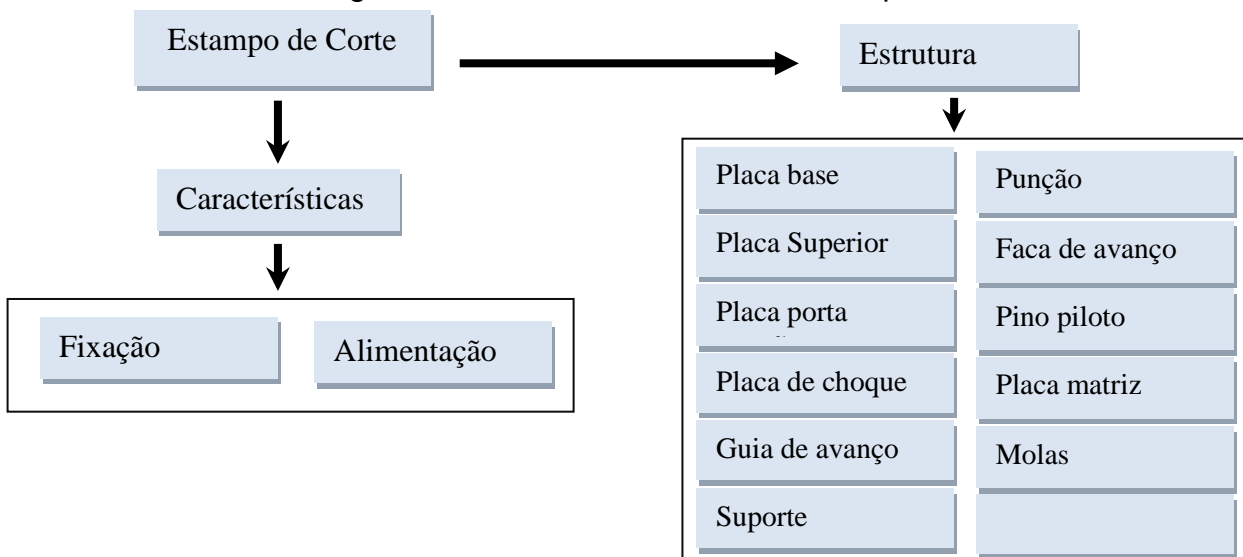 Estampo de Corte
Estrutura
Características
Fixação
Alimentação
Placa base
Placa Superior
Placa porta
Placa de choque
Guia de avanço
Suporte
Punção
Faca de avanço
Pino piloto
Placa matriz
Molas